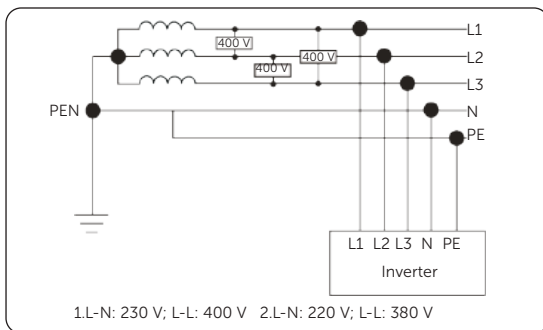 L1
400 V
L2
400 V
400 V
L3
PEN
N
PE
L1 L2 L3 N PE
Inverter
1.L-N: 230 V; L-L: 400 V 2.L-N: 220 V; L-L: 380 V